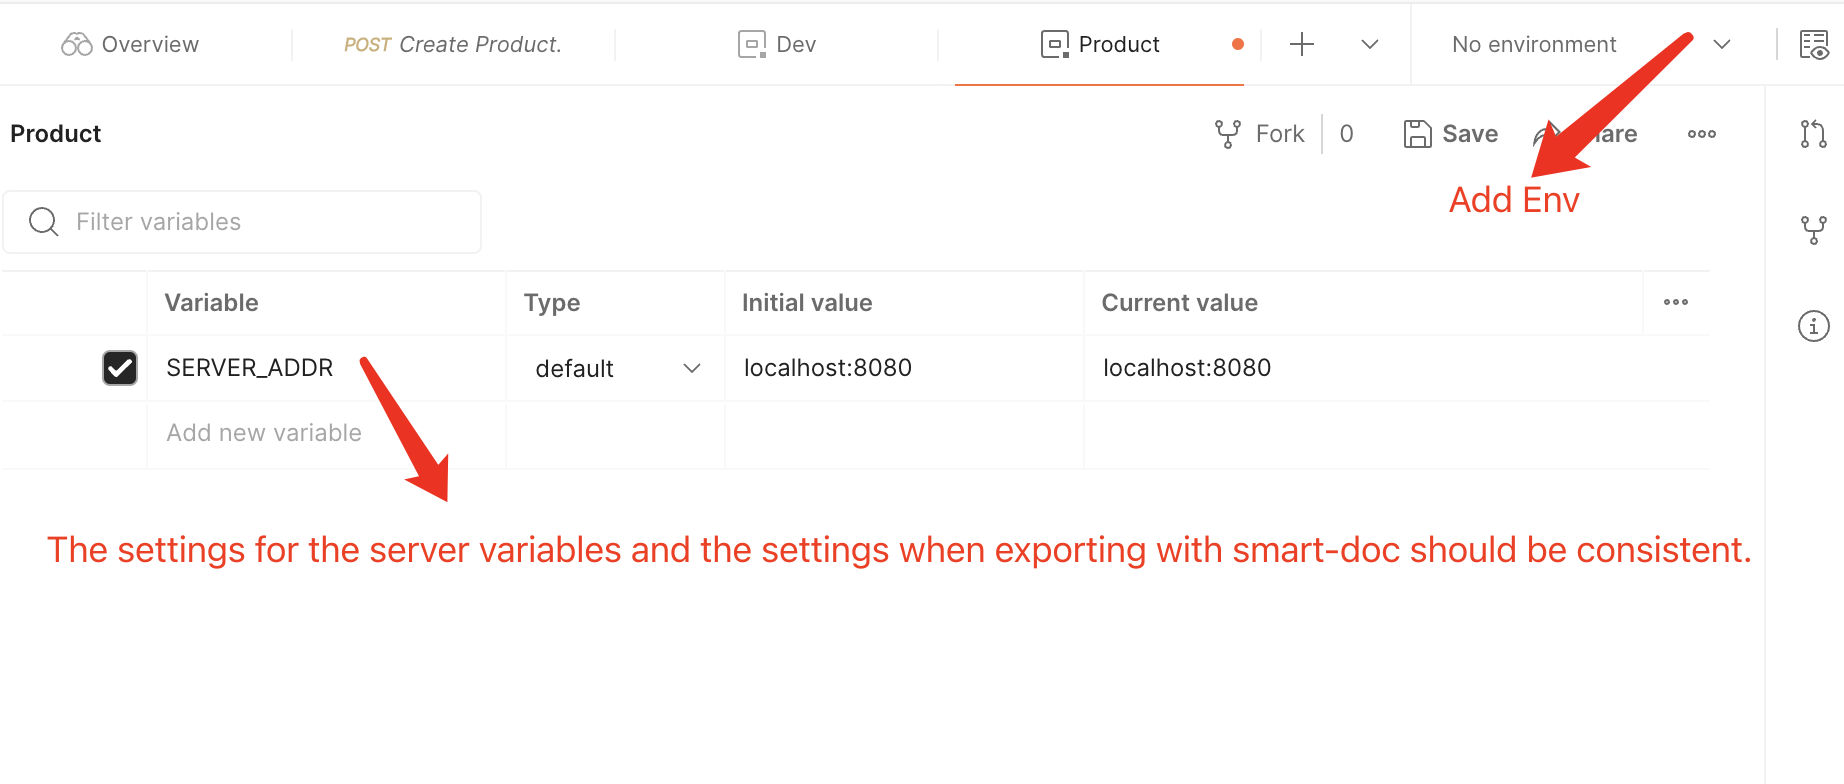 Overview
POST Create Product.
Dev
Product
No environment
Product
Fork 0
Save
are
Add Env
Filter variables
Variable Type Initial value Current value
SERVER_ADDR default localhost:8080 localhost:8080
Add new variable
The settings for the server variables and the settings when exporting with smart-doc should be consistent.